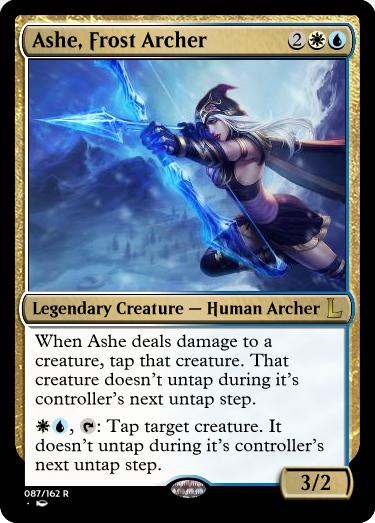 Ashe, Frost Archer 2
Legendary Creature — Human Archer L
When Ashe deals damage to a
creature, tap that creature. That
creature doesn't untap during it's
controller's next untap step.
, : Tap target creature. It
doesn't untap during it's controller's
next untap step.
3/2
087/162 R